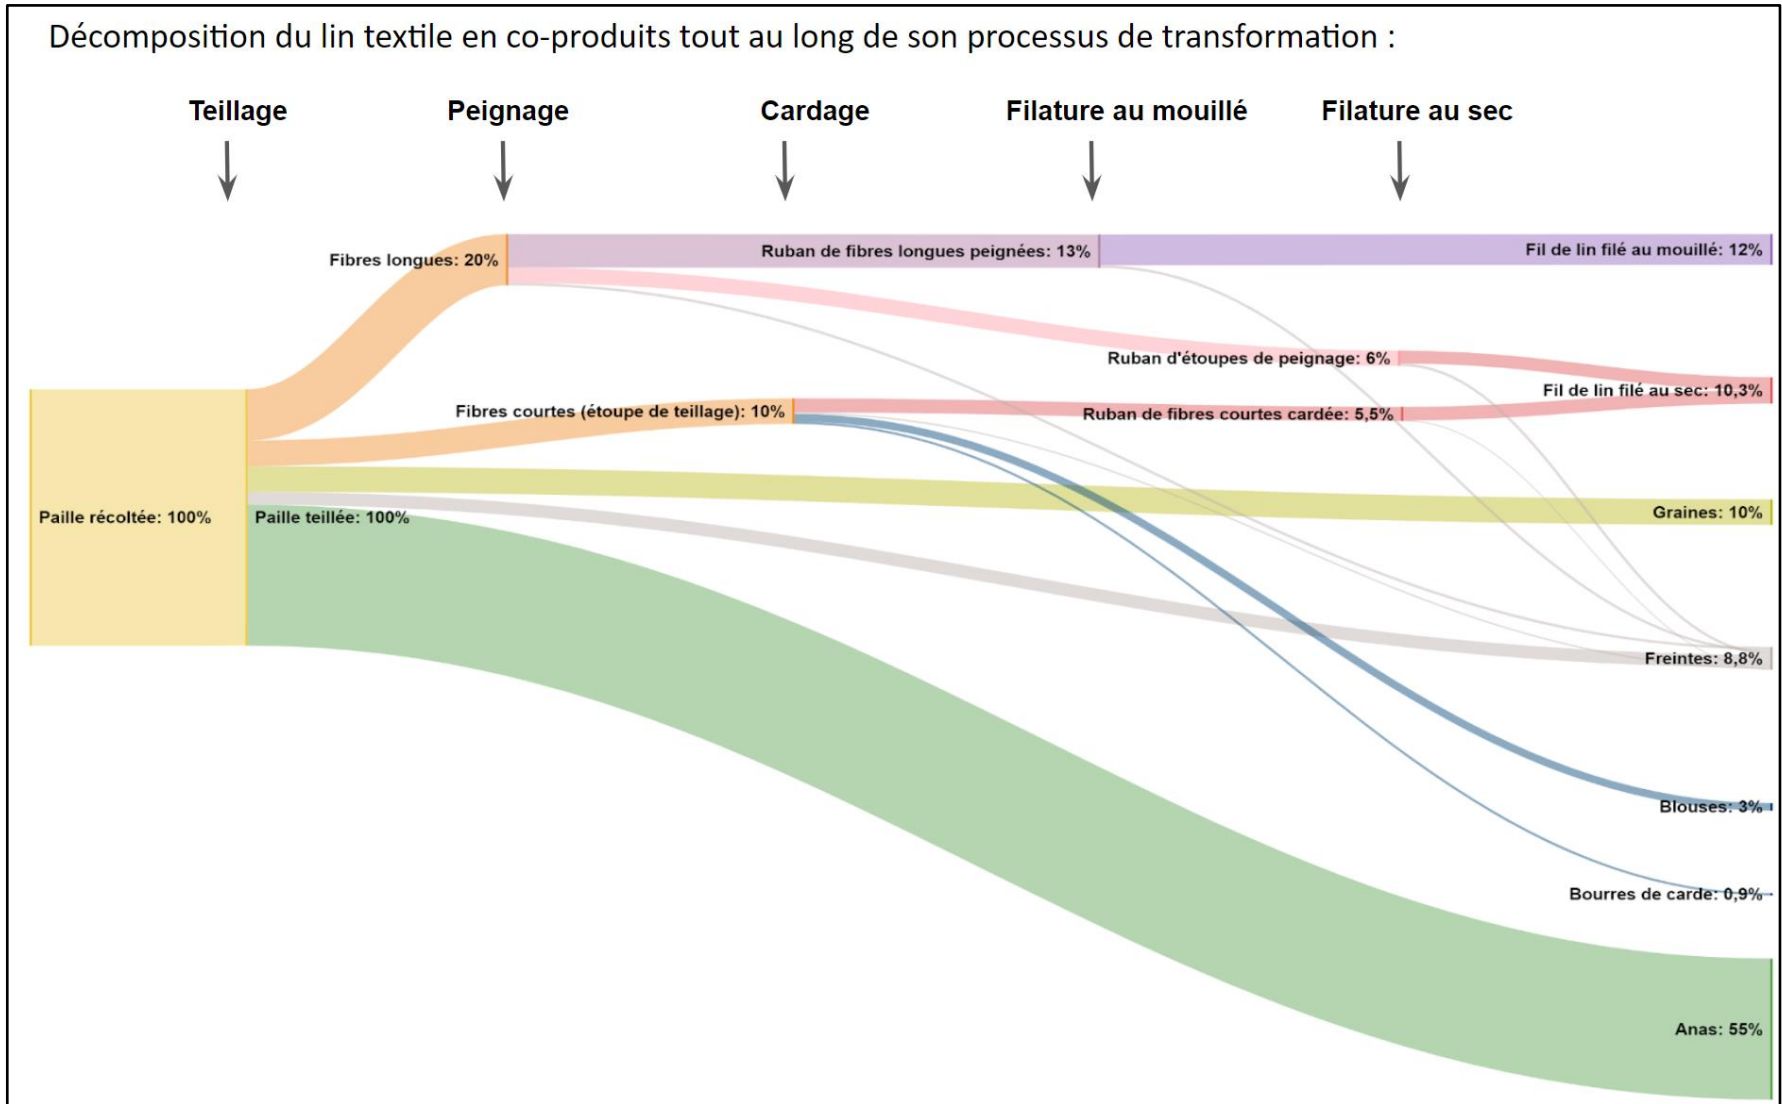 Décomposition du lin textile en co-produits tout au long de son processus de transformation :
Teillage
Peignage
Cardage
Filature au mouillé
Filature au sec
Fibres longues: 20%
Ruban de fibres longues peignées: 13%
Fil de lin filé au mouillé: 12%
Ruban d'étoupes de peignage: 6%
Fil de lin filé au sec: 10,3%
Fibres courtes (étoupe de teillage): 10%
Ruban de fibres courtes cardée: 5,5%
Paille récoltée: 100%
Paille teillée: 100%
Graines: 10%
Freintes: 8,8%
Blouses: 3%
Bourres de carde: 0,9%
Anas: 55%